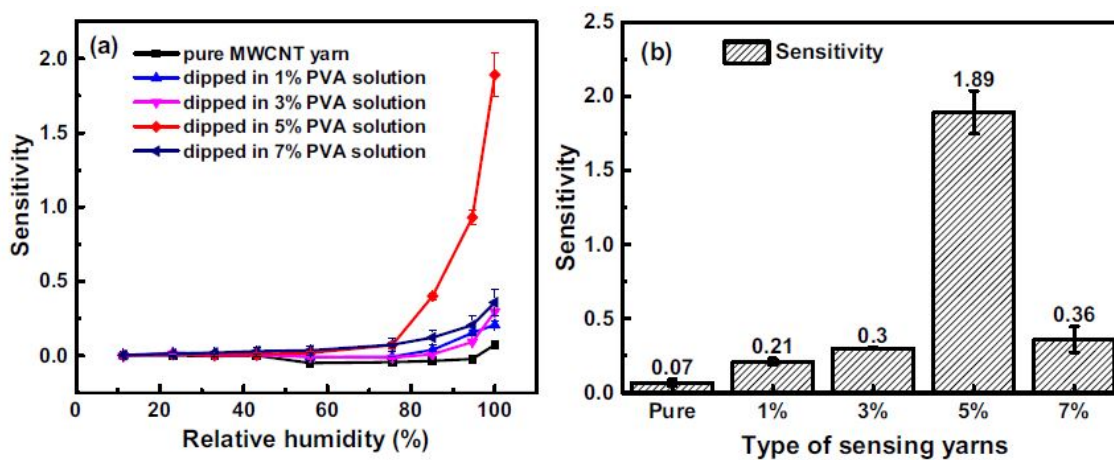 (a)
pure MWCNT yarn
dipped in 1% PVA solution
dipped in 3% PVA solution
dipped in 5% PVA solution
dipped in 7% PVA solution
Sensitivity
2.0
1.5
1.0
0.5
0.0
0 20 40 60 80 100
Relative humidity (%)
(b)
Sensitivity
Sensitivity
2.5
2.0
1.5
1.0
0.5
0.0
0.07
0.21
0.3
1.89
0.36
Pure 1% 3% 5% 7%
Type of sensing yarns